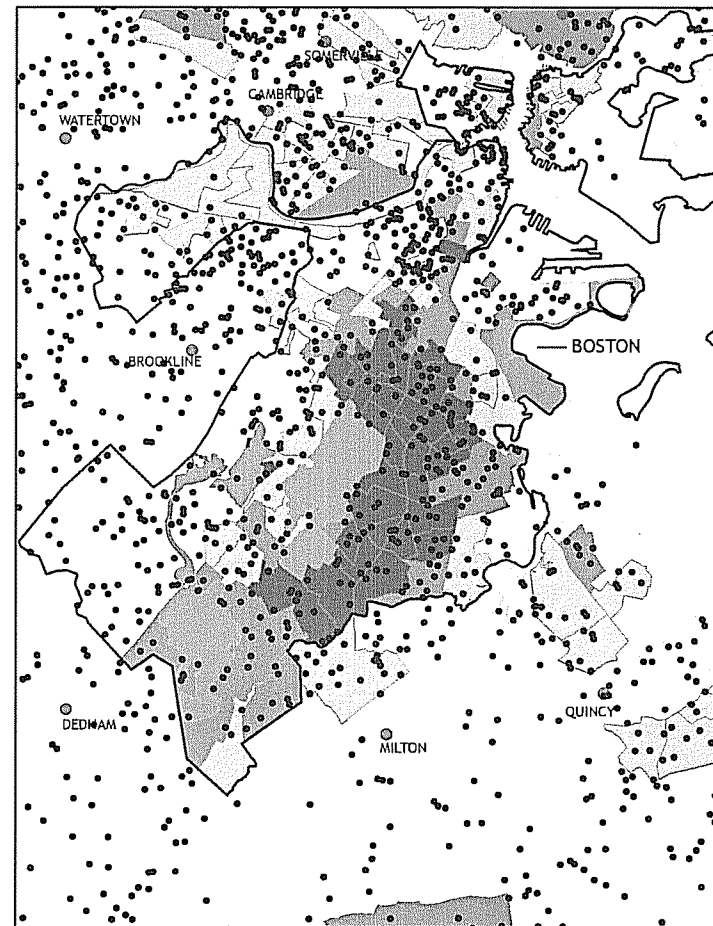 SOMERVILLE
CAMBRIDGE
WATERTOWN
BOSTON
BROOKLINE
DEDHAM
QUINCY
MILTON